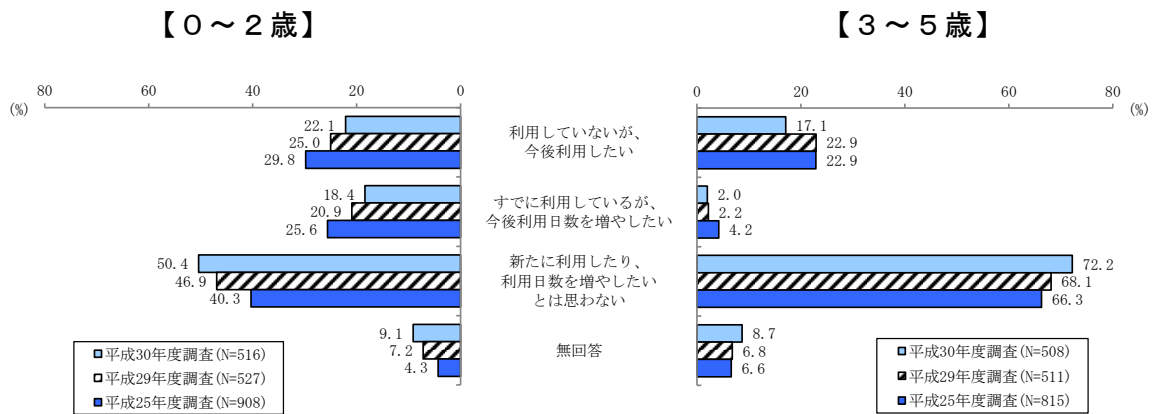 【０～２歳】
【３～５歳】
80
60
40
20
0
(%)
0
20
40
60
80
(%)
22.1
25.0
29.8
利用していないが、
今後利用したい
17.1
22.9
22.9
18.4
20.9
25.6
すでに利用しているが、
今後利用日数を増やしたい
2.0
2.2
4.2
50.4
46.9
40.3
新たに利用したり、
利用日数を増やしたい
とは思わない
72.2
68.1
66.3
9.1
7.2
4.3
無回答
8.7
6.8
6.6
平成30年度調査(N=516)
平成29年度調査(N=527)
平成25年度調査(N=908)
平成30年度調査(N=508)
平成29年度調査(N=511)
平成25年度調査(N=815)